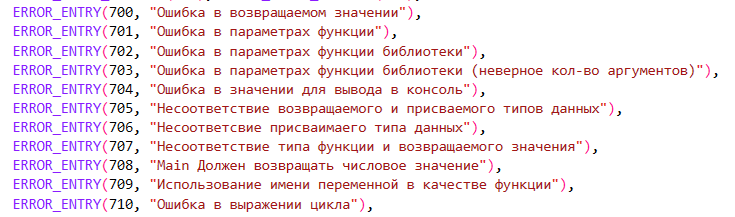 ERROR_ENTRY(700, "Ошибка в возвращаемом значении"),
ERROR_ENTRY(701, "Ошибка в параметрах функции"),
ERROR_ENTRY(702, "Ошибка в параметрах функции библиотеки"),
ERROR_ENTRY(703, "Ошибка в параметрах функции библиотеки (неверное кол-во аргументов)"),
ERROR_ENTRY(704, "Ошибка в значении для вывода в консоль"),
ERROR_ENTRY(705, "Несоответствие возвращаемого и присваемого типов данных"),
ERROR_ENTRY(706, "Несоответсвие присваимаего типа данных"),
ERROR_ENTRY(707, "Несоответствие типа функции и возвращаемого значения"),
ERROR_ENTRY(708, "Main Должен возвращать числовое значение"),
ERROR_ENTRY(709, "Использование имени переменной в качестве функции"),
ERROR_ENTRY(710, "Ошибка в выражении цикла"),